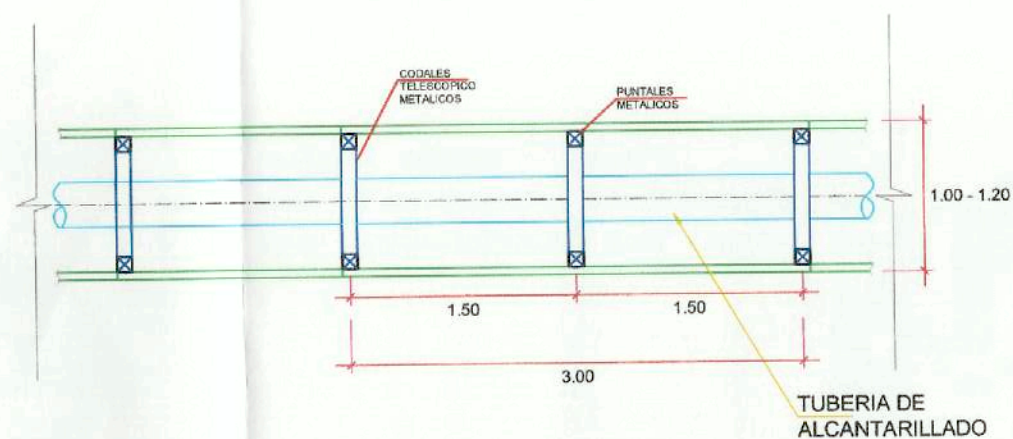 CODALES
TELESCOPICO
METALICOS
PUNTALES
METALICOS
1.00 - 1.20
1.50
1.50
3.00
TUBERIA DE
ALCANTARILLADO